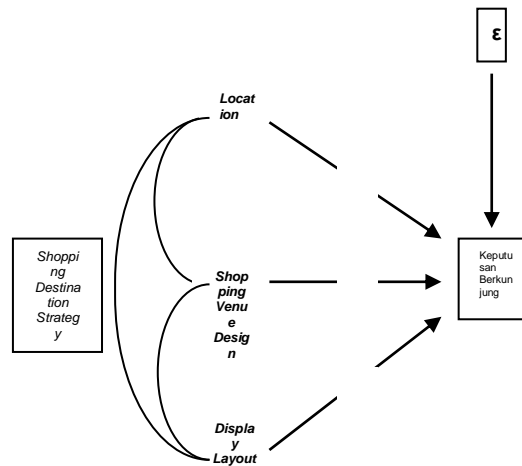 ε
Locat
ion
Shoppi
ng
Destina
tion
Strateg
y
Shop
ping
Venu
e
Desig
n
Keputu
san
Berkun
jung
Displa
y
Layout